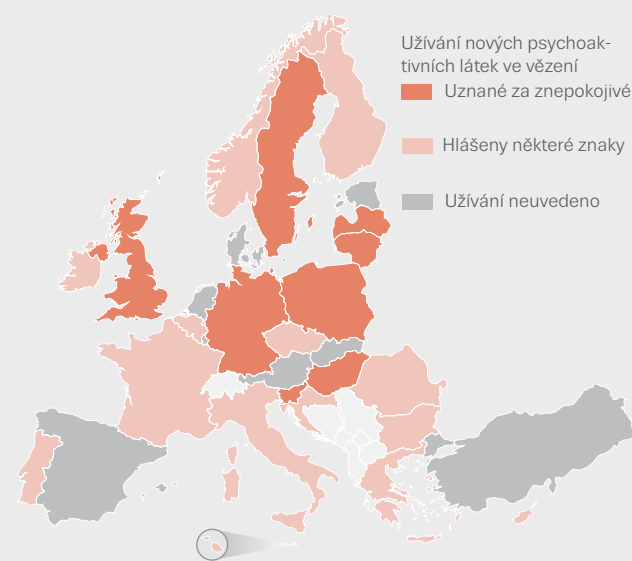 Užívání nových psychoak-
tivních látek ve vězení
Uznané za znepokojivé
Hlášeny některé znaky
Užívání neuvedeno